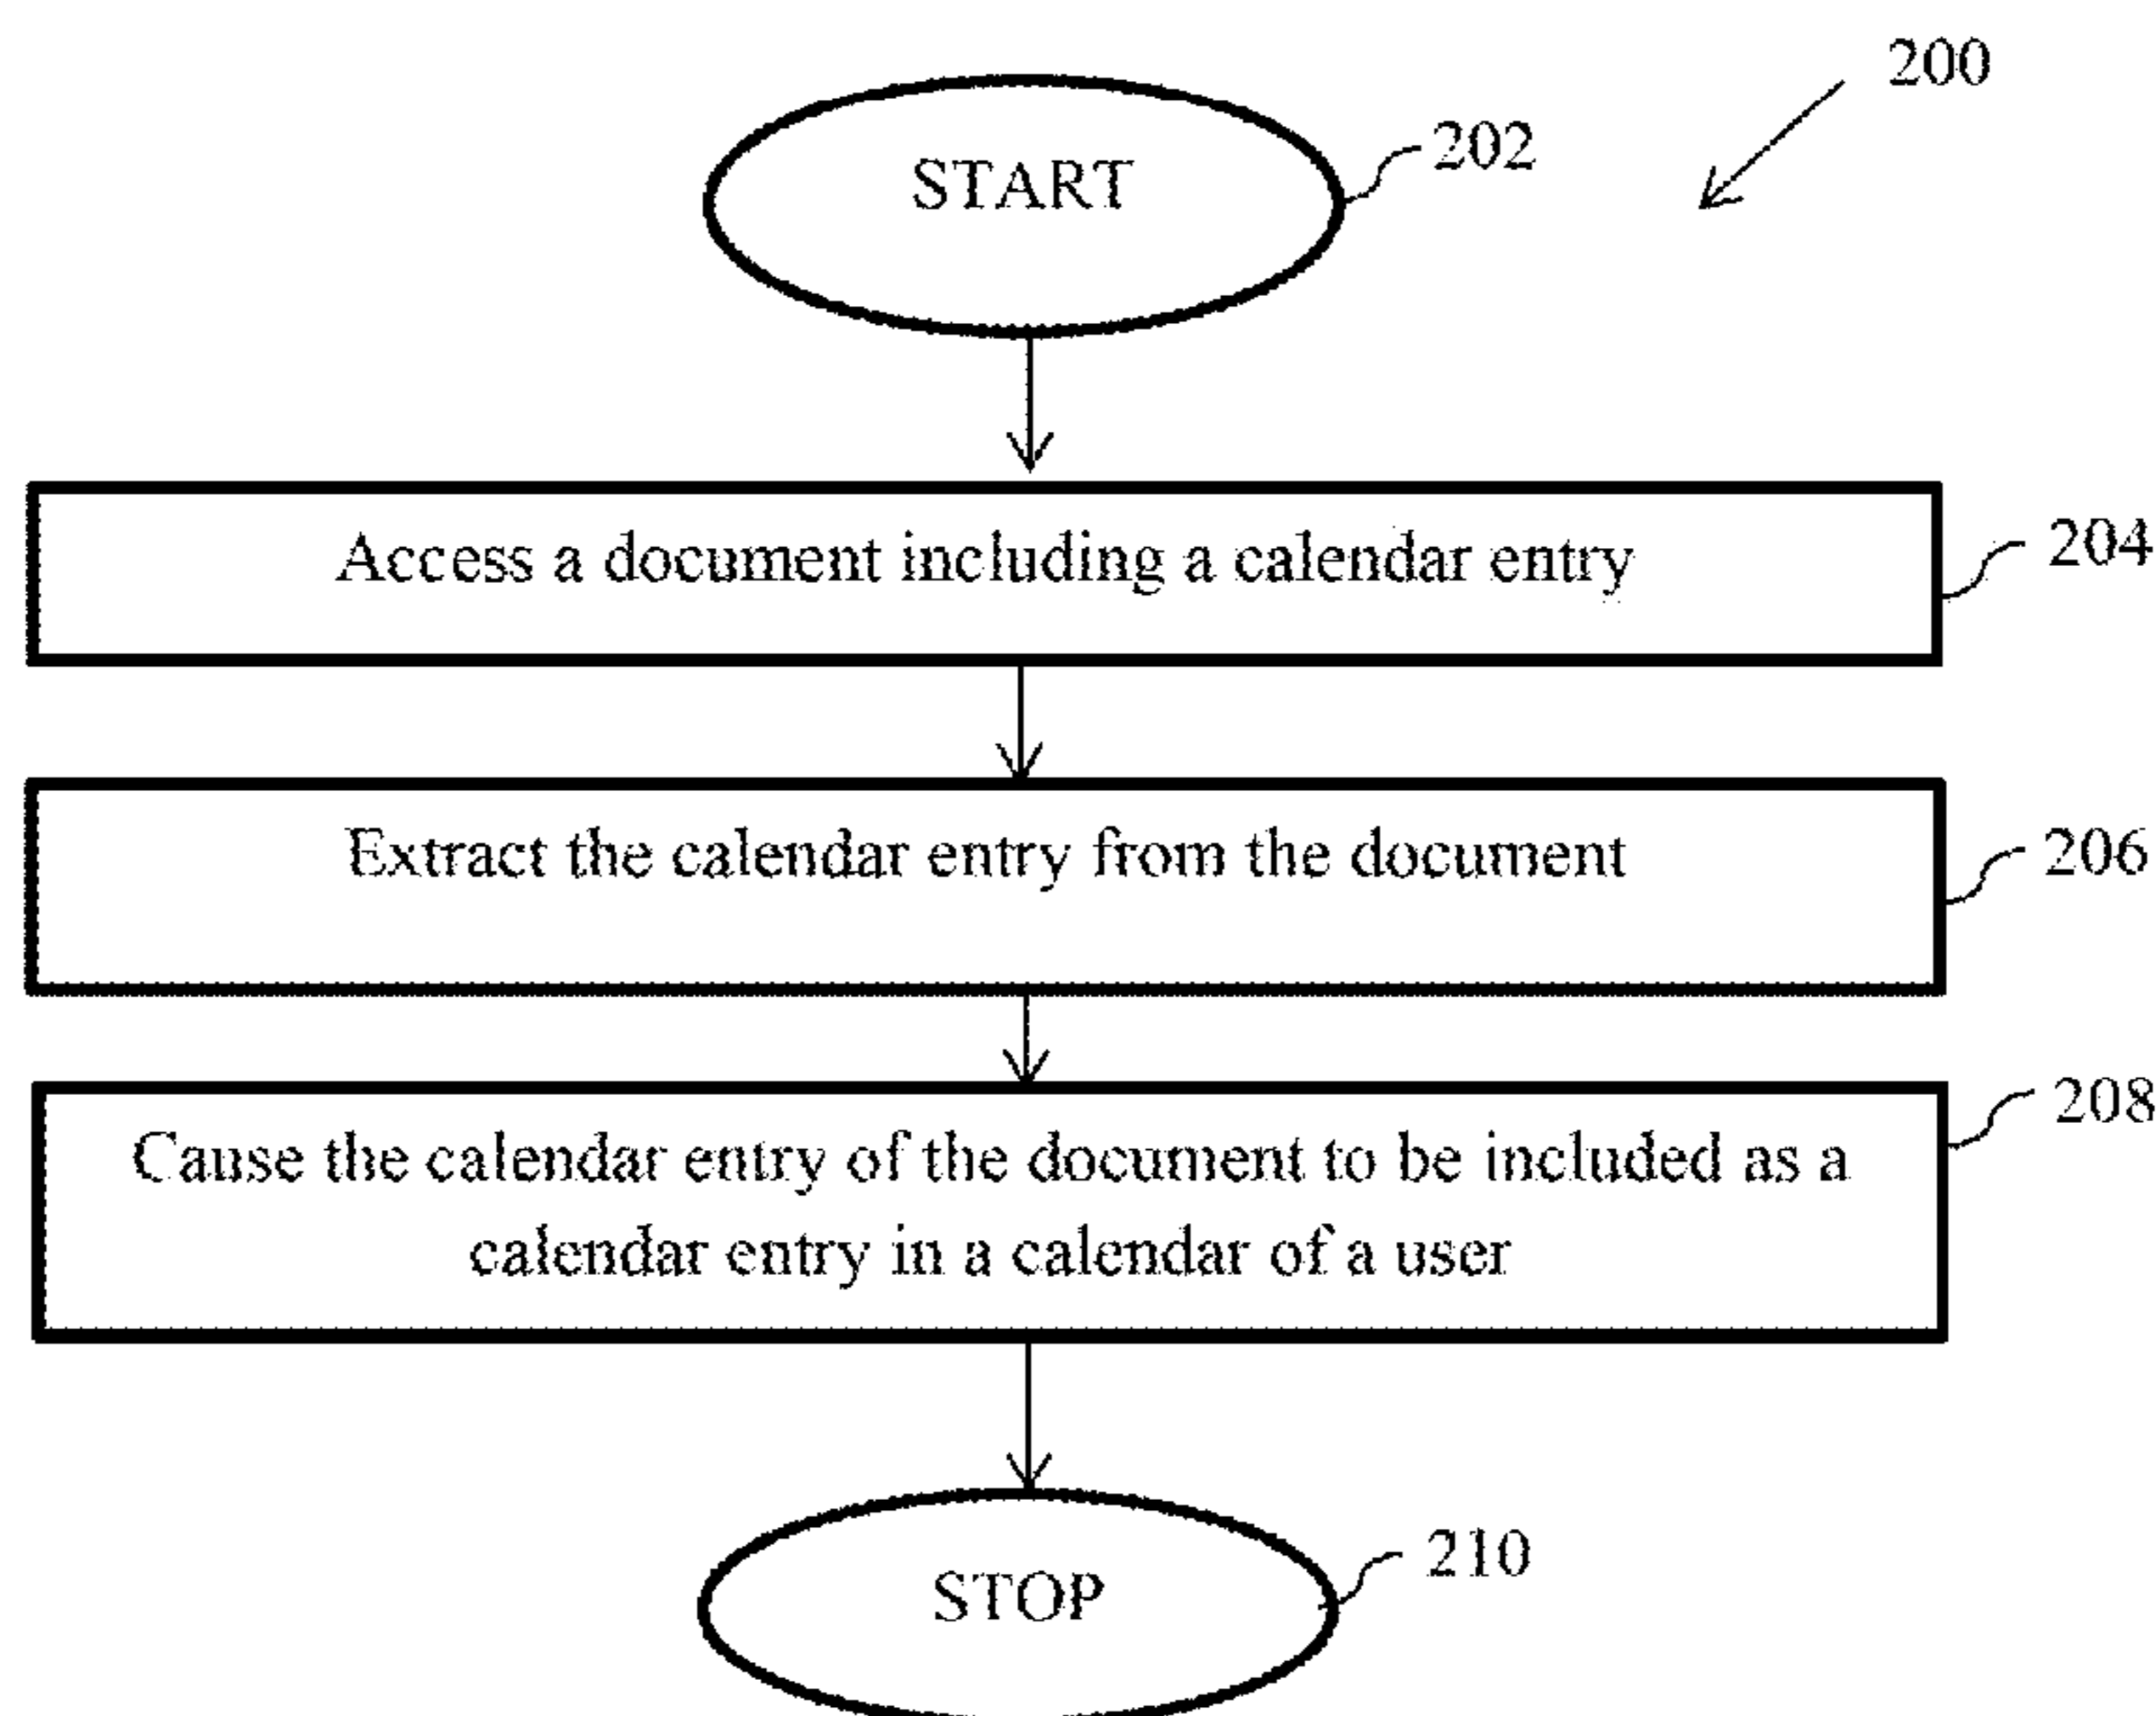 200
START
202
Access a document including a calendar entry
204
Extract the calendar entry from the document
206
Cause the calendar entry of the document to be included as a
calendar entry in a calendar of a user
208
STOP
210